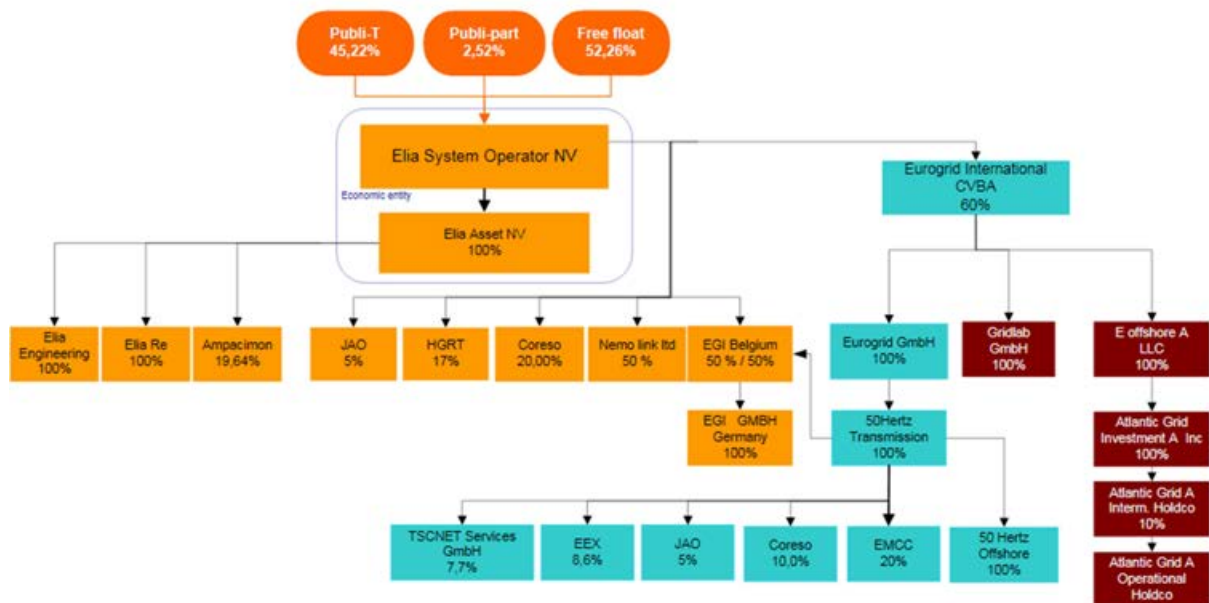 Publi-T
45,22%
Publi-part
2,52%
Free float
52,26%
Elia System Operator NV
Economic entity
Elia Asset NV
100%
Eurogrid International
CVBA
60%
Elia
Engineering
100%
Elia Re
100%
Ampacimon
19,64%
JAO
5%
HGRT
17%
Coreso
20,00%
Nemo link ltd
50 %
EGI Belgium
50 % / 50%
Eurogrid GmbH
100%
Gridlab
GmbH
100%
E offshore A
LLC
100%
EGI GMBH
Germany
100%
50Hertz
Transmission
100%
Atlantic Grid
Investment A Inc
100%
Atlantic Grid A
Interm. Holdco
10%
TSCNET Services
GmbH
7,7%
EEX
8,6%
JAO
5%
Coreso
10,0%
EMCC
20%
50 Hertz
Offshore
100%
Atlantic Grid A
Operational
Holdco